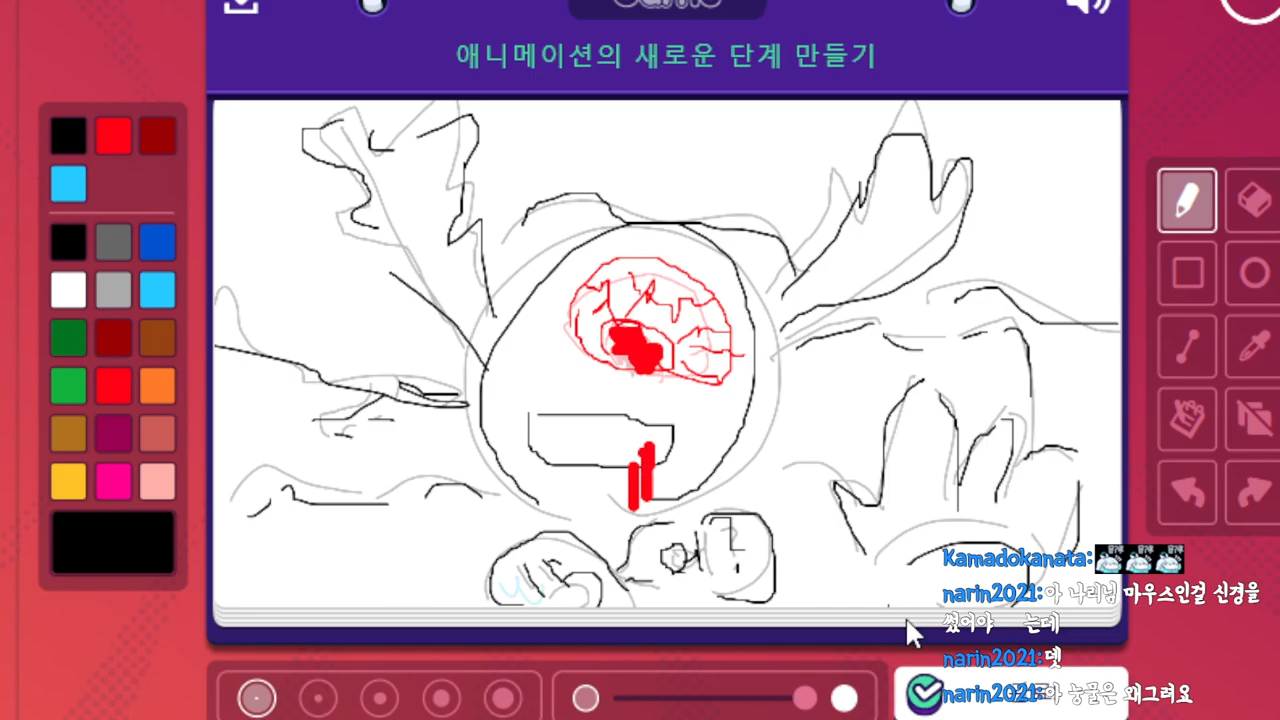 애니메이션의 새로운 단계 만들기
Kamadokanata:
narin2021:아 나리님 마우스인걸 신경을
썼어야 는데
narin2021:뎃
narin2021:아 눙물은 왜그려요